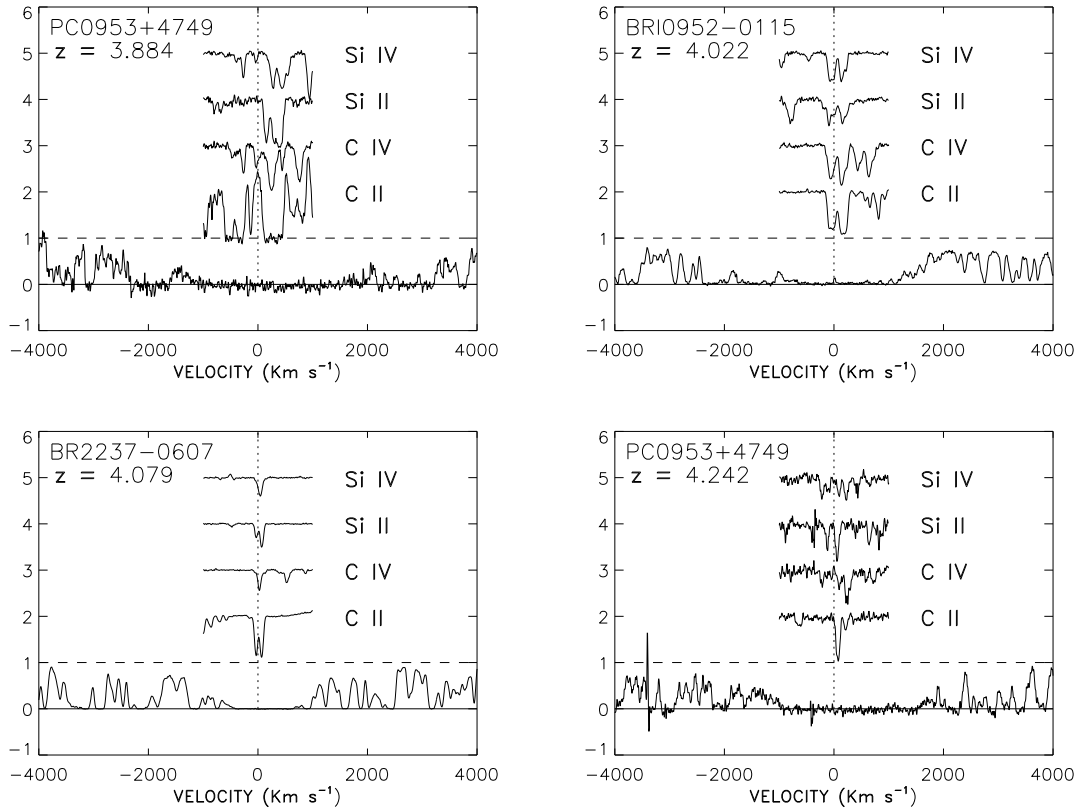 PC0953+4749
z = 3.884
Si IV
Si II
C IV
C II
6
5
4
3
2
1
0
−1
−4000 −2000 0 2000 4000
VELOCITY (Km s−1)
BRI0952−0115
z = 4.022
Si IV
Si II
C IV
C II
6
5
4
3
2
1
0
−1
−4000 −2000 0 2000 4000
VELOCITY (Km s−1)
BR2237−0607
z = 4.079
Si IV
Si II
C IV
C II
6
5
4
3
2
1
0
−1
−4000 −2000 0 2000 4000
VELOCITY (Km s−1)
PC0953+4749
z = 4.242
Si IV
Si II
C IV
C II
6
5
4
3
2
1
0
−1
−4000 −2000 0 2000 4000
VELOCITY (Km s−1)